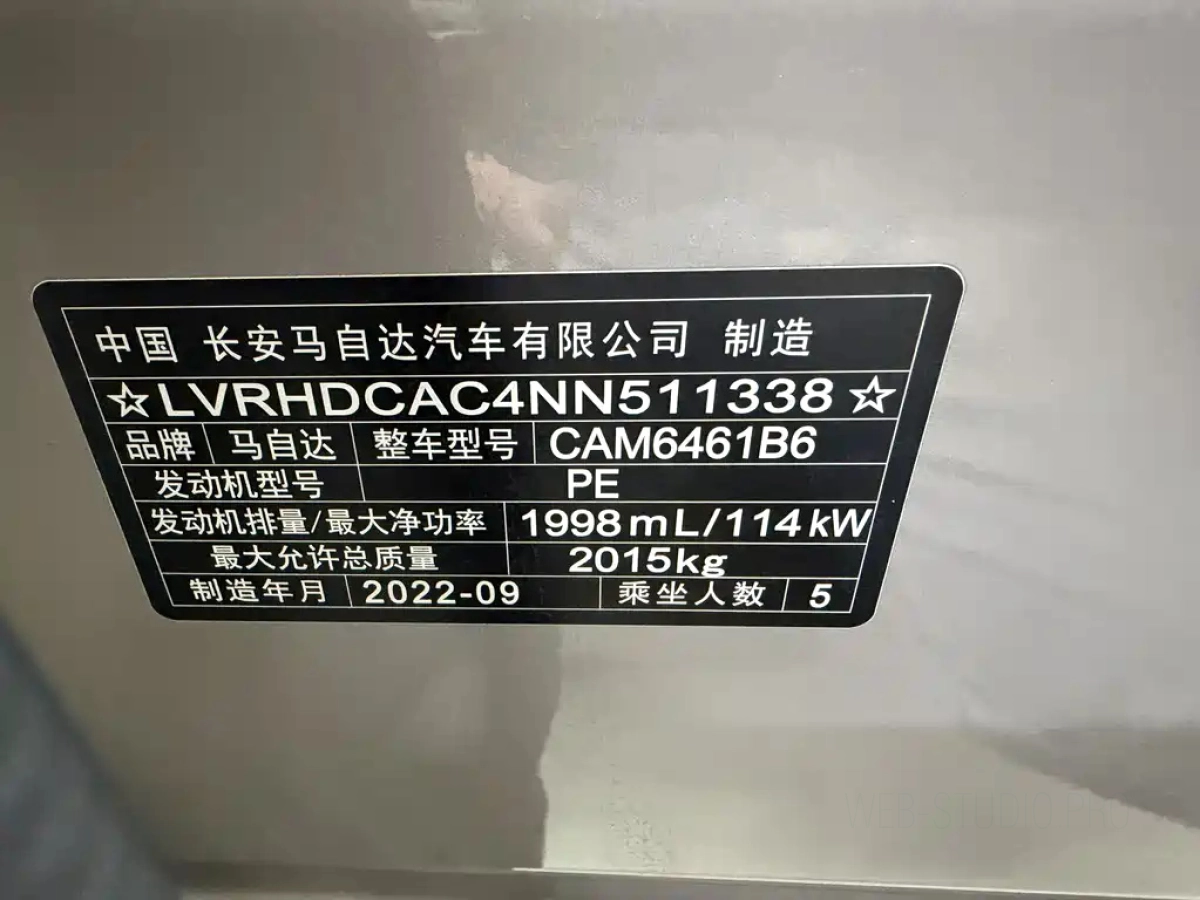 中国 长安马自达汽车有限公司 制造
☆LVRHDCAC4NN511338☆
品牌 马自达 整车型号 CAM6461B6
发动机型号 PE
发动机排量/最大净功率 1998mL/114kW
最大允许总质量 2015kg
制造年月 2022-09 乘坐人数 5